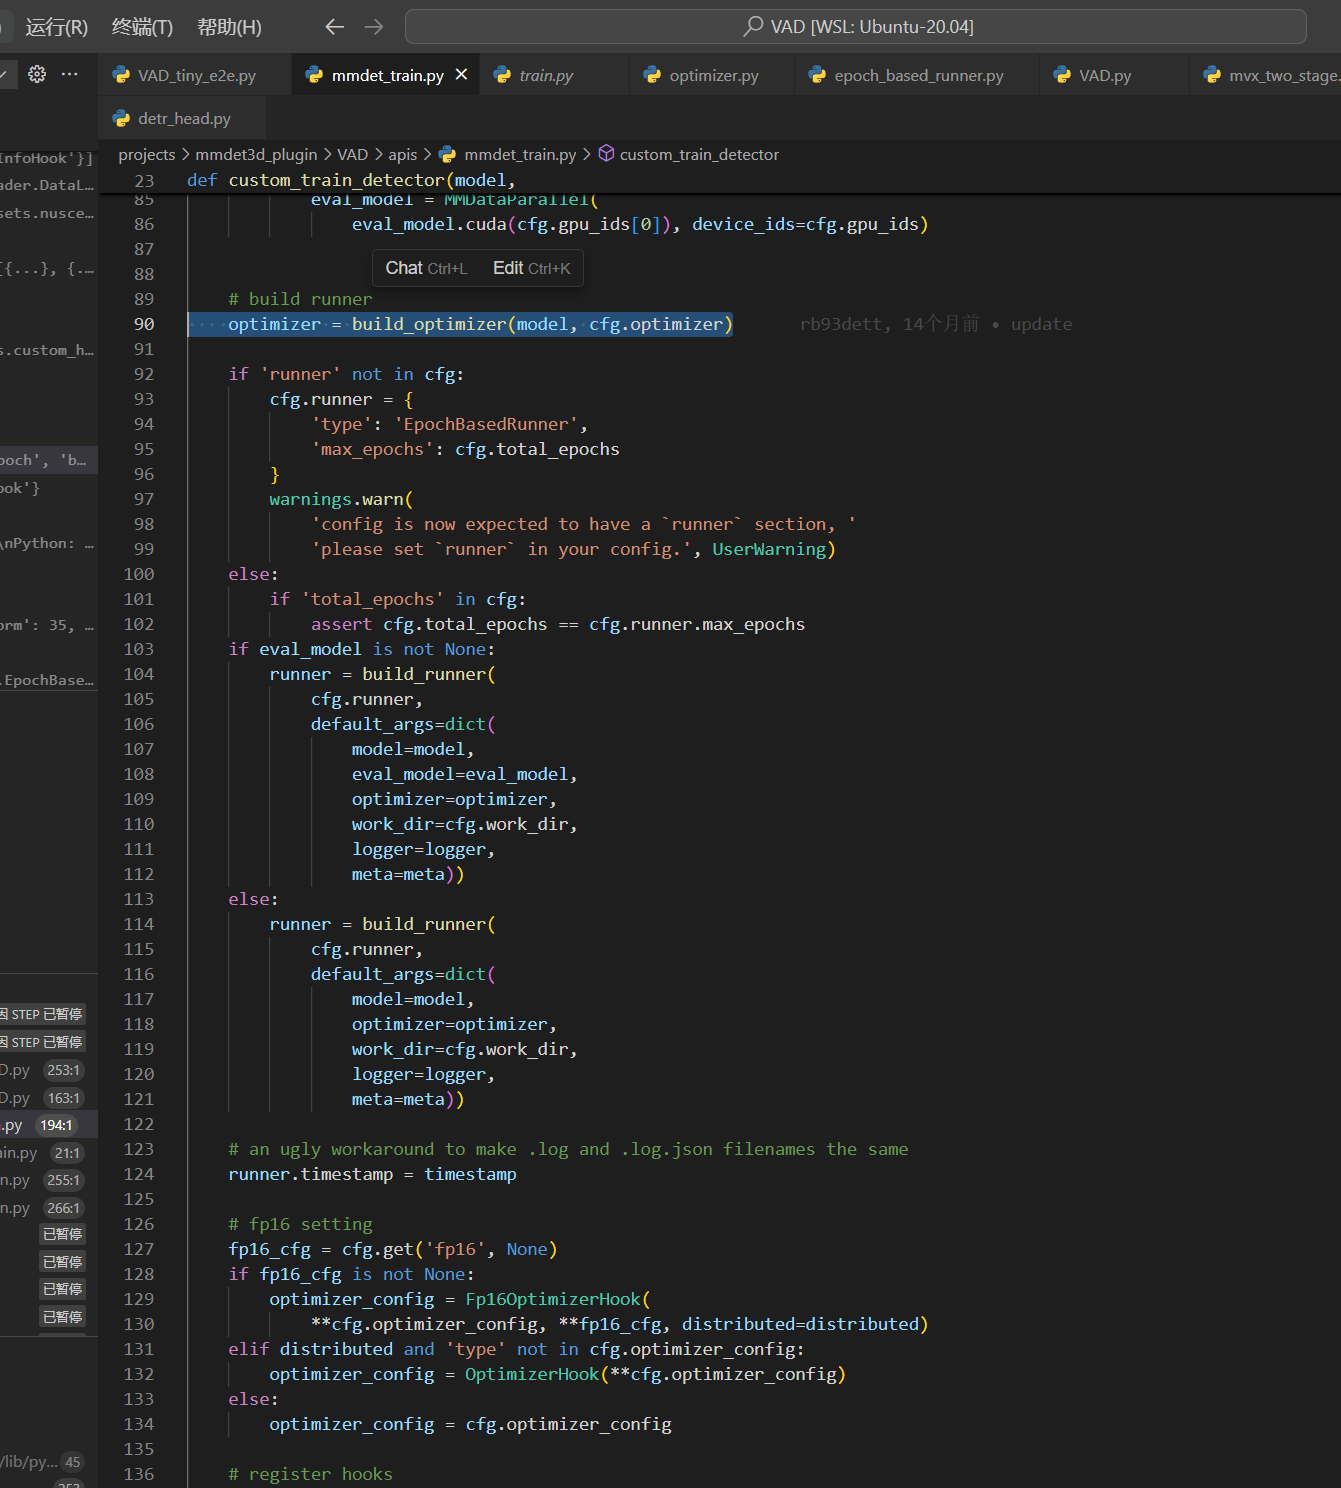 运行(R) 终端(T) 帮助(H) VAD [WSL: Ubuntu-20.04]
VAD_tiny_e2e.py mmdet_train.py train.py optimizer.py epoch_based_runner.py VAD.py mvx_two_stage.
detr_head.py
projects > mmdet3d_plugin > VAD > apis > mmdet_train.py > custom_train_detector
InfoHook'}]
ader.DataL…
sets.nusce…
[{...}, {.…
s.custom_h…
poch', 'b…
ook'}
\nPython: …
orm': 35, …
.EpochBase…
因 STEP 已暂停
因 STEP 已暂停
D.py 253:1
D.py 163:1
.py 194:1
ain.py 21:1
n.py 255:1
n.py 266:1
已暂停
已暂停
已暂停
已暂停
/lib/py... 45
23 def custom_train_detector(model,
85 eval_model = MMDataParallel(
86 eval_model.cuda(cfg.gpu_ids[0]), device_ids=cfg.gpu_ids)
87
Chat Ctrl+L Edit Ctrl+K
88
89 # build runner
90 optimizer = build_optimizer(model, cfg.optimizer) rb93dett, 14个月前 • update
91
92 if 'runner' not in cfg:
93 cfg.runner = {
94 'type': 'EpochBasedRunner',
95 'max_epochs': cfg.total_epochs
96 }
97 warnings.warn(
98 'config is now expected to have a `runner` section, '
99 'please set `runner` in your config.', UserWarning)
100 else:
101 if 'total_epochs' in cfg:
102 assert cfg.total_epochs == cfg.runner.max_epochs
103 if eval_model is not None:
104 runner = build_runner(
105 cfg.runner,
106 default_args=dict(
107 model=model,
108 eval_model=eval_model,
109 optimizer=optimizer,
110 work_dir=cfg.work_dir,
111 logger=logger,
112 meta=meta))
113 else:
114 runner = build_runner(
115 cfg.runner,
116 default_args=dict(
117 model=model,
118 optimizer=optimizer,
119 work_dir=cfg.work_dir,
120 logger=logger,
121 meta=meta))
122
123 # an ugly workaround to make .log and .log.json filenames the same
124 runner.timestamp = timestamp
125
126 # fp16 setting
127 fp16_cfg = cfg.get('fp16', None)
128 if fp16_cfg is not None:
129 optimizer_config = Fp16OptimizerHook(
130 **cfg.optimizer_config, **fp16_cfg, distributed=distributed)
131 elif distributed and 'type' not in cfg.optimizer_config:
132 optimizer_config = OptimizerHook(**cfg.optimizer_config)
133 else:
134 optimizer_config = cfg.optimizer_config
135
136 # register hooks